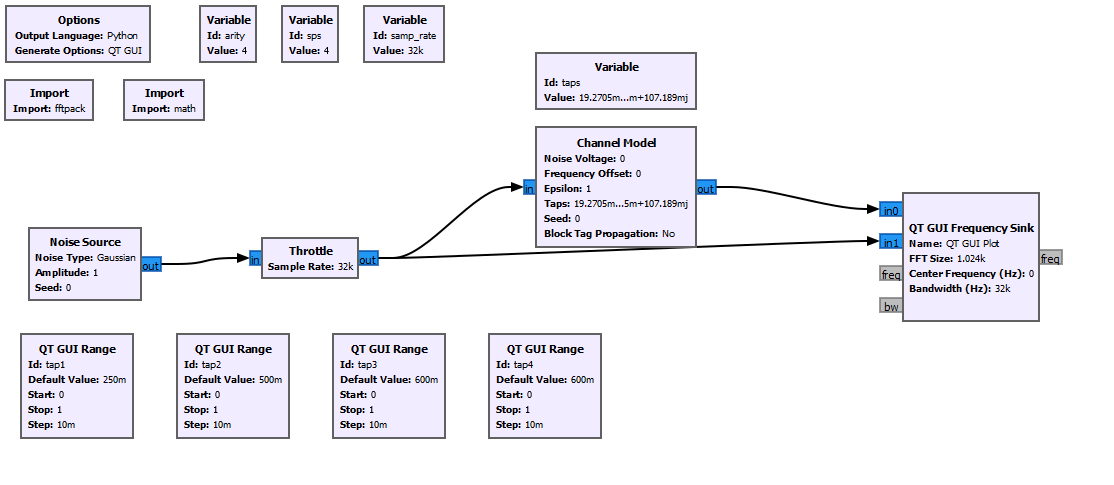 Options
Output Language: Python
Generate Options: QT GUI
Variable
Id: arity
Value: 4
Variable
Id: sps
Value: 4
Variable
Id: samp_rate
Value: 32k
Import
Import: fftpack
Import
Import: math
Variable
Id: taps
Value: 19.2705m...m+107.189mj
Channel Model
Noise Voltage: 0
Frequency Offset: 0
Epsilon: 1
Taps: 19.2705m...5m+107.189mj
Seed: 0
Block Tag Propagation: No
in
out
Noise Source
Noise Type: Gaussian
Amplitude: 1
Seed: 0
out
in
Throttle
Sample Rate: 32k
out
in0
in1
freq
bw
QT GUI Frequency Sink
Name: QT GUI Plot
FFT Size: 1.024k
Center Frequency (Hz): 0
Bandwidth (Hz): 32k
freq
QT GUI Range
Id: tap1
Default Value: 250m
Start: 0
Stop: 1
Step: 10m
QT GUI Range
Id: tap2
Default Value: 500m
Start: 0
Stop: 1
Step: 10m
QT GUI Range
Id: tap3
Default Value: 600m
Start: 0
Stop: 1
Step: 10m
QT GUI Range
Id: tap4
Default Value: 600m
Start: 0
Stop: 1
Step: 10m